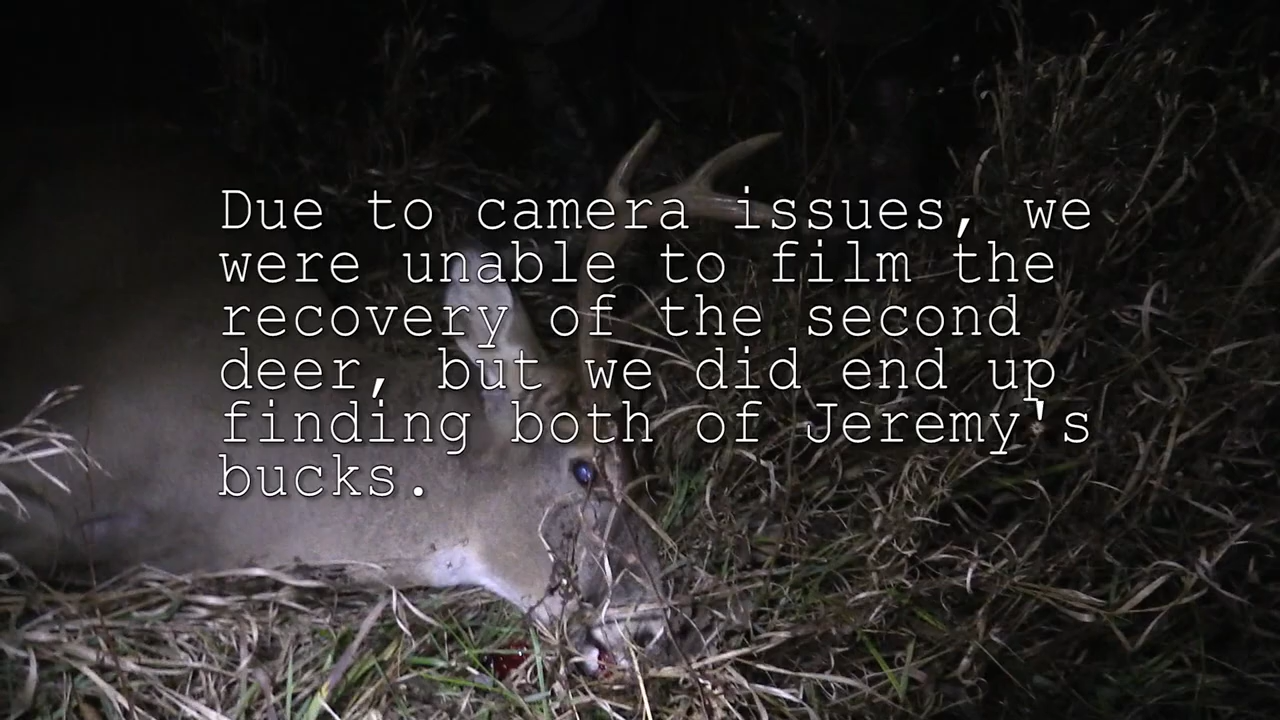 Due to camera issues, we
were unable to film the
recovery of the second
deer, but we did end up
finding both of Jeremy's
bucks.